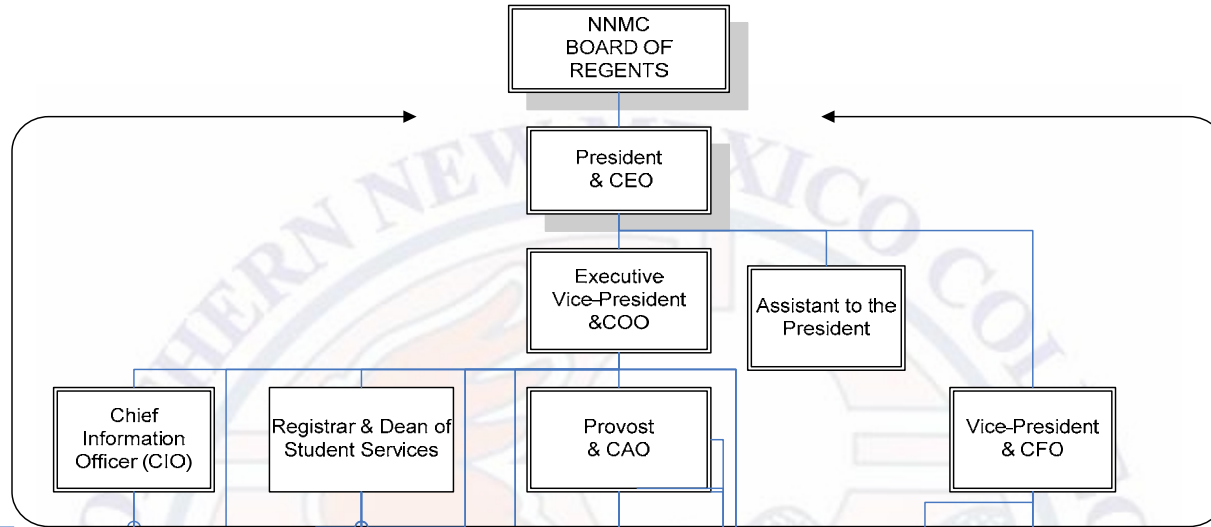 NNMC
BOARD OF
REGENTS
President
& CEO
Executive
Vice-President
&COO
Assistant to the
President
Chief
Information
Officer (CIO)
Registrar & Dean of
Student Services
Provost
& CAO
Vice-President
& CFO